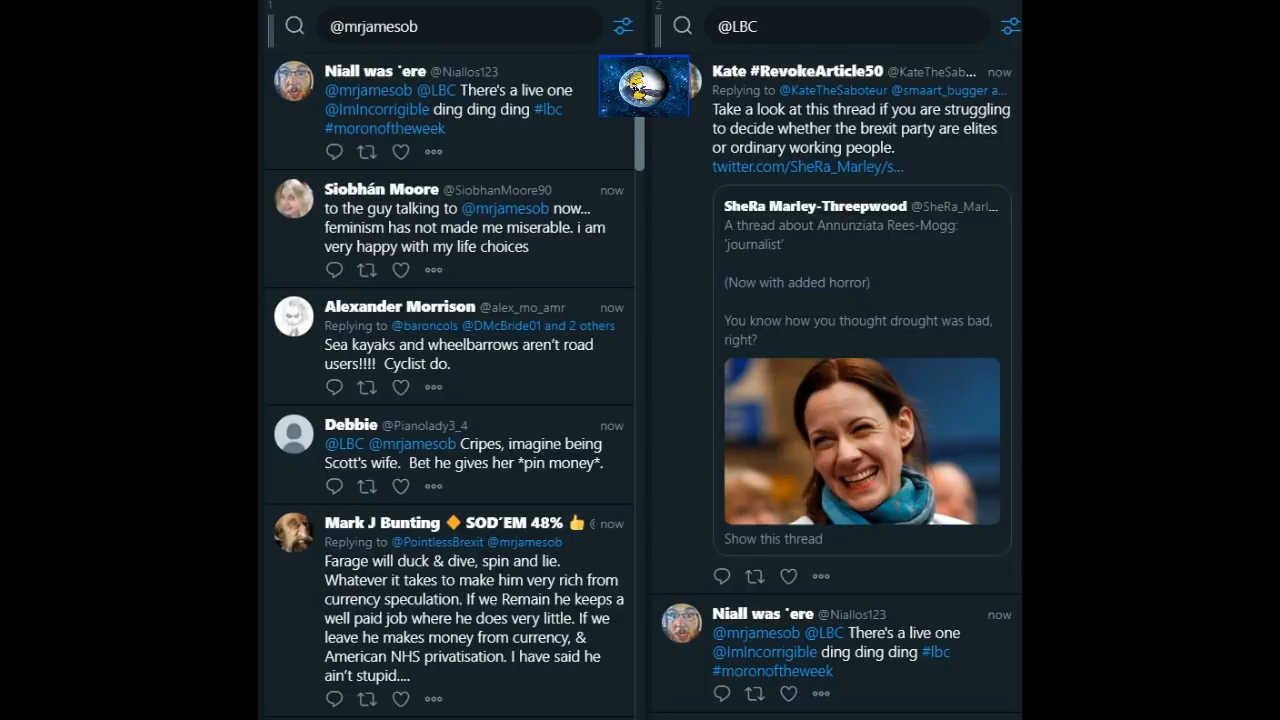 1
@mrjamesob
Niall was 'ere @Niallos123
@mrjamesob @LBC There's a live one
@ImIncorrigible ding ding ding #lbc
#moronoftheweek
Siobhán Moore @SiobhanMoore90 now
to the guy talking to @mrjamesob now...
feminism has not made me miserable. i am
very happy with my life choices
Alexander Morrison @alex_mo_amr now
Replying to @baroncols @DMcBride01 and 2 others
Sea kayaks and wheelbarrows aren't road
users!!!! Cyclist do.
Debbie @Pianolady3_4 now
@LBC @mrjamesob Cripes, imagine being
Scott's wife. Bet he gives her *pin money*.
Mark J Bunting 🔶 SOD´EM 48% 👍 now
Replying to @PointlessBrexit @mrjamesob
Farage will duck & dive, spin and lie.
Whatever it takes to make him very rich from
currency speculation. If we Remain he keeps a
well paid job where he does very little. If we
leave he makes money from currency, &
American NHS privatisation. I have said he
ain't stupid....
2
@LBC
Kate #RevokeArticle50 @KateTheSab... now
Replying to @KateTheSaboteur @smaart_bugger a...
Take a look at this thread if you are struggling
to decide whether the brexit party are elites
or ordinary working people.
twitter.com/SheRa_Marley/s...
SheRa Marley-Threepwood @SheRa_Marl...
A thread about Annunziata Rees-Mogg:
'journalist'
(Now with added horror)
You know how you thought drought was bad,
right?
Show this thread
Niall was 'ere @Niallos123 now
@mrjamesob @LBC There's a live one
@ImIncorrigible ding ding ding #lbc
#moronoftheweek